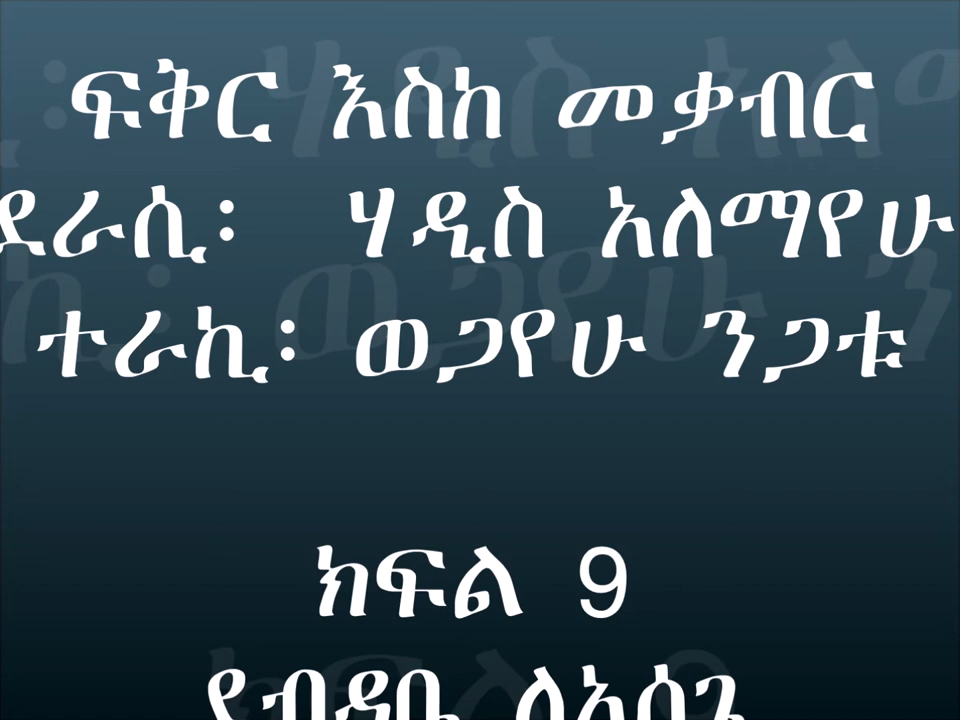 ፍቅር እስከ መቃብር
ደራሲ፡ ሃዲስ አለማየሁ
ተራኪ፡ ወጋየሁ ንጋቱ
ክፍል 9